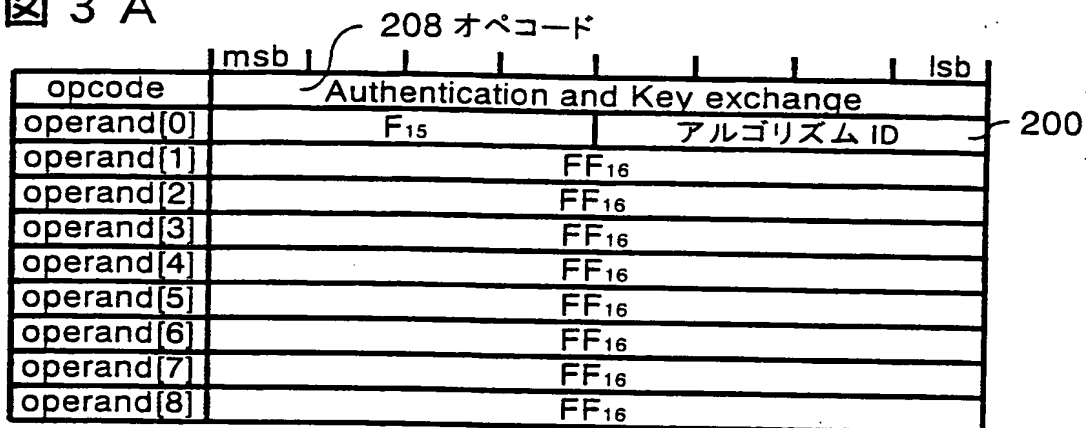 図 3 A
208 オペコード
msb lsb
opcode Authentication and Key exchange
operand[0] F₁₅ アルゴリズム ID 200
operand[1] FF₁₆
operand[2] FF₁₆
operand[3] FF₁₆
operand[4] FF₁₆
operand[5] FF₁₆
operand[6] FF₁₆
operand[7] FF₁₆
operand[8] FF₁₆